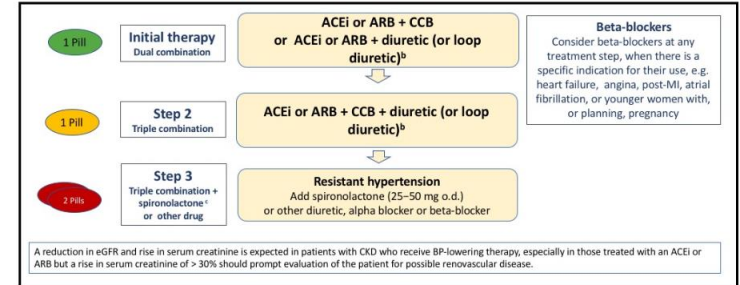 1 Pill
Initial therapy
Dual combination
ACEi or ARB + CCB
or ACEi or ARB + diuretic (or loop
diuretic)b
Beta-blockers
Consider beta-blockers at any
treatment step, when there is a
specific indication for their use, e.g.
heart failure, angina, post-MI, atrial
fibrillation, or younger women with,
or planning, pregnancy
1 Pill
Step 2
Triple combination
ACEi or ARB + CCB + diuretic (or loop
diuretic)b
2 Pills
Step 3
Triple combination +
spironolactone c
or other drug
Resistant hypertension
Add spironolactone (25–50 mg o.d.)
or other diuretic, alpha blocker or beta-blocker
A reduction in eGFR and rise in serum creatinine is expected in patients with CKD who receive BP-lowering therapy, especially in those treated with an ACEi or
ARB but a rise in serum creatinine of > 30% should prompt evaluation of the patient for possible renovascular disease.